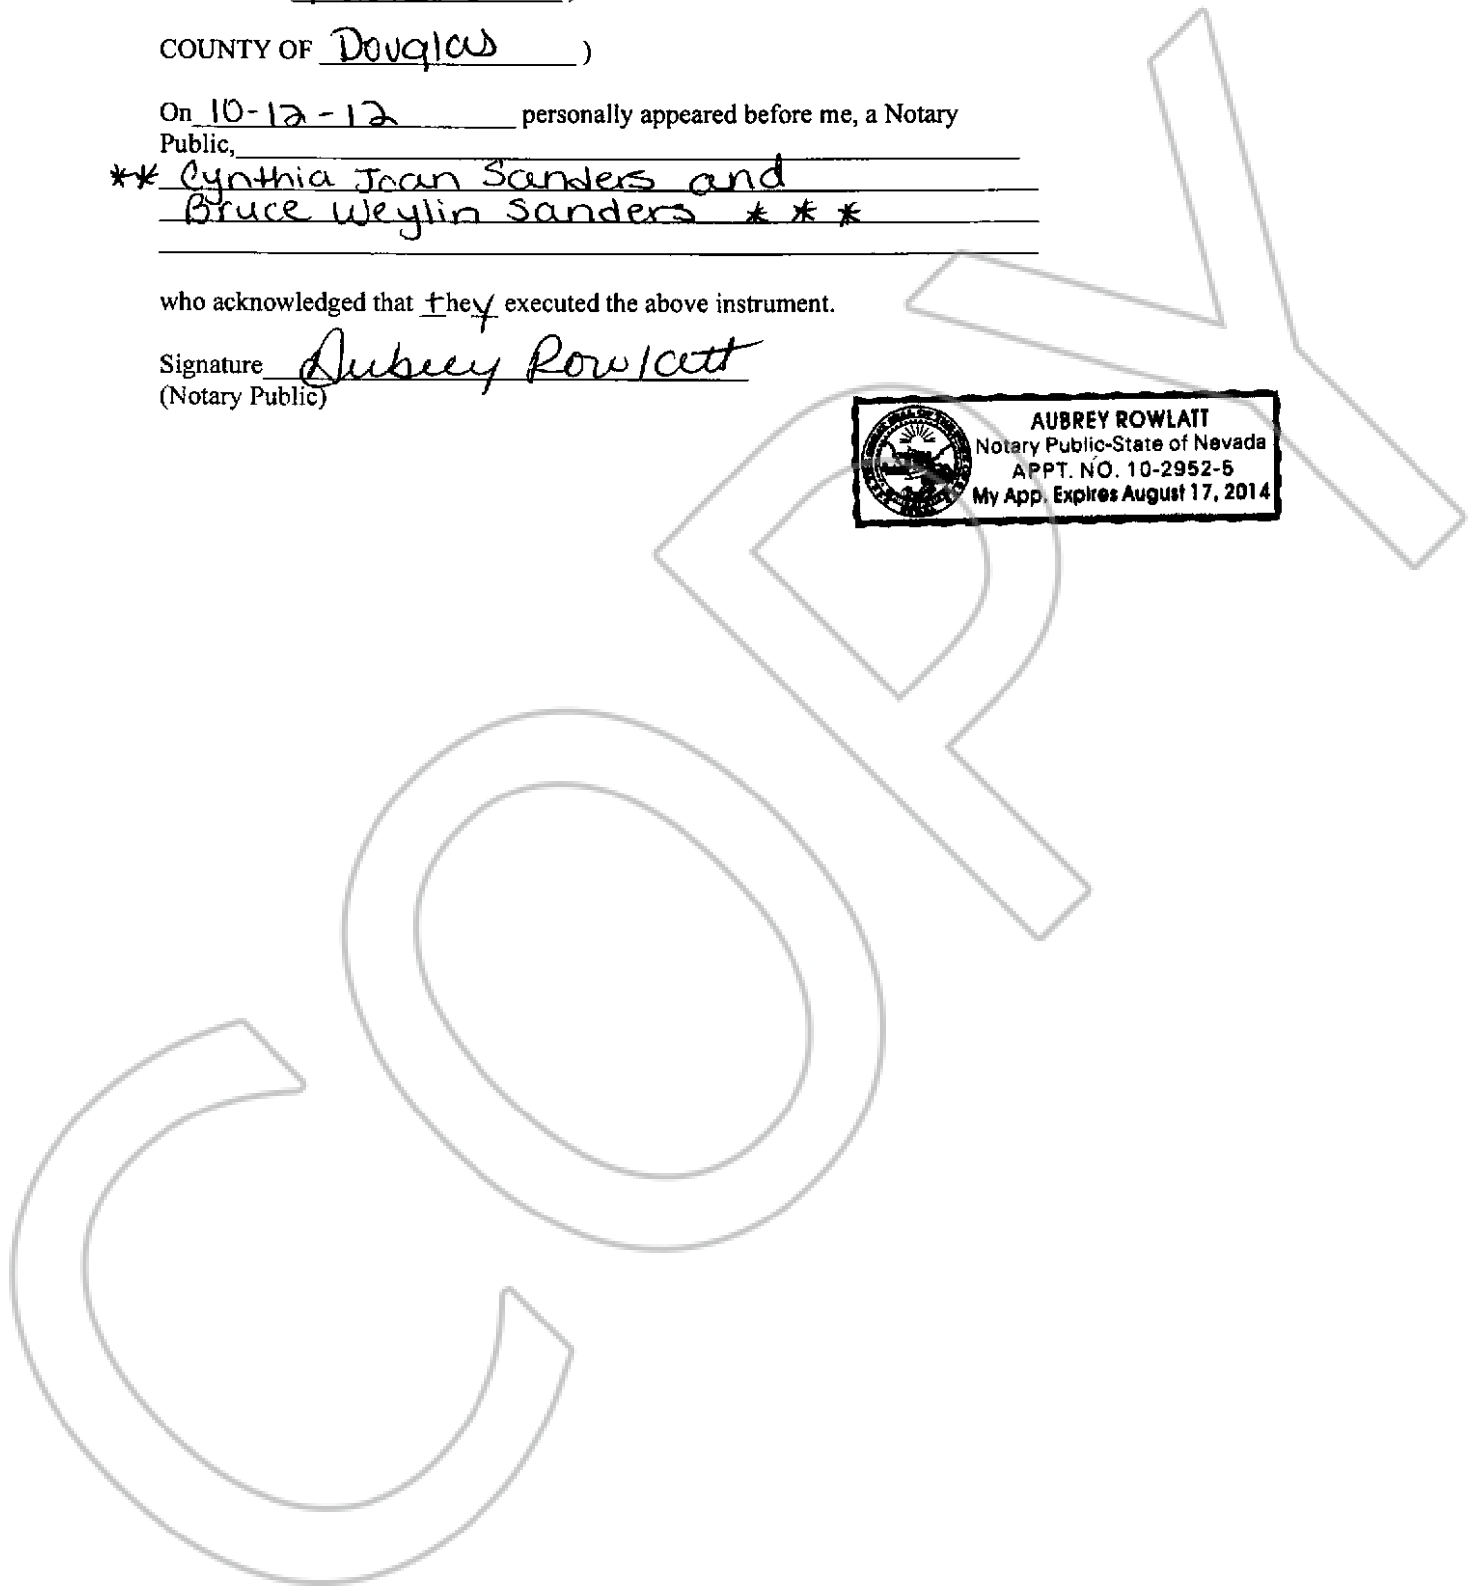 COUNTY OF Douglas )
On 10-12-12 personally appeared before me, a Notary
Public,
** Cynthia Joan Sanders and
Bruce Weylin Sanders ***
who acknowledged that they executed the above instrument.
Signature Aubrey Rowlatt
(Notary Public)
AUBREY ROWLATT
Notary Public-State of Nevada
APPT. NO. 10-2952-5
My App. Expires August 17, 2014
COPY